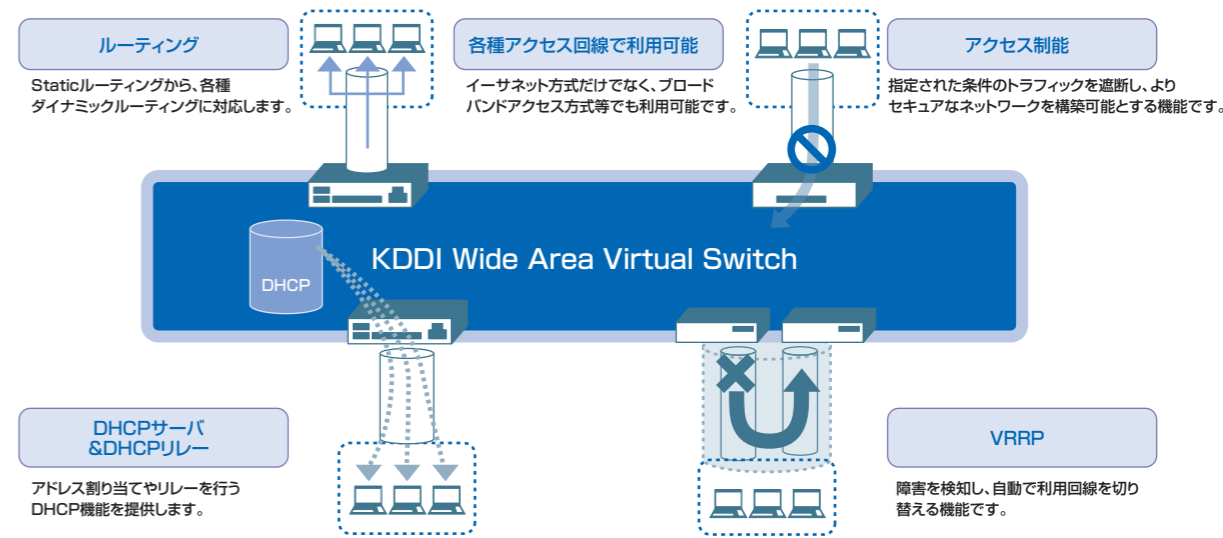 ルーティング
Staticルーティングから、各種
ダイナミックルーティングに対応します。
各種アクセス回線で利用可能
イーサネット方式だけでなく、ブロード
バンドアクセス方式等でも利用可能です。
アクセス制能
指定された条件のトラフィックを遮断し、より
セキュアなネットワークを構築可能とする機能です。
KDDI Wide Area Virtual Switch
DHCP
DHCPサーバ
&DHCPリレー
アドレス割り当てやリレーを行う
DHCP機能を提供します。
VRRP
障害を検知し、自動で利用回線を切り
替える機能です。